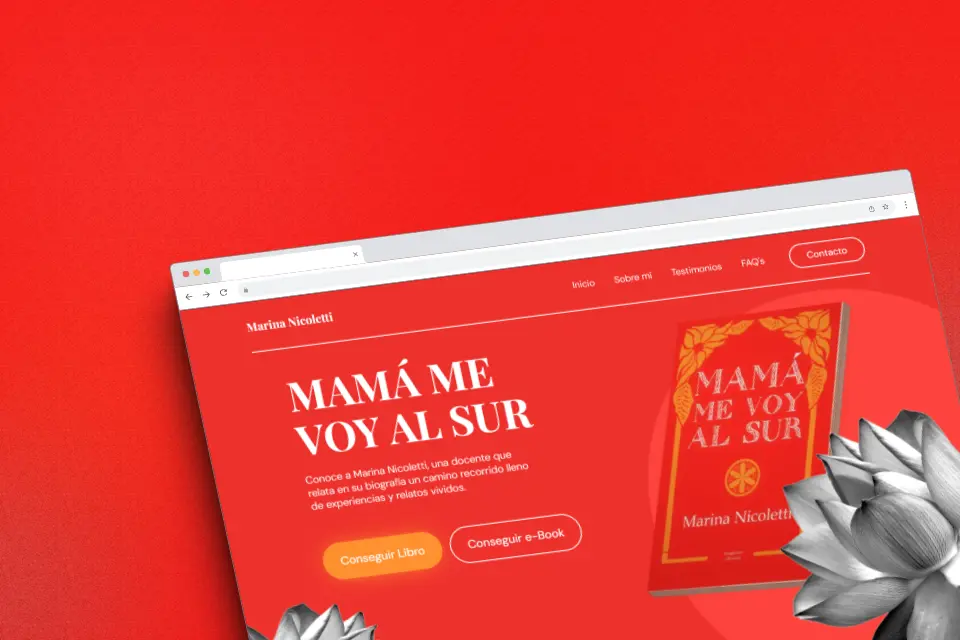 Inicio
Sobre mi
Testimonios
FAQ's
Contacto
Marina Nicoletti
MAMÁ ME
VOY AL SUR
Conoce a Marina Nicoletti, una docente que
relata en su biografía un camino recorrido lleno
de experiencias y relatos vividos.
Conseguir Libro
Conseguir e-Book
MAMÁ
ME VOY
AL SUR
Marina Nicoletti